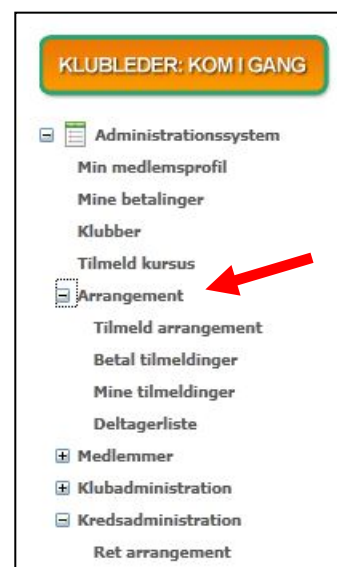 KLUBLEDER: KOM I GANG
Administrationssystem
Min medlemsprofil
Mine betalinger
Klubber
Tilmeld kursus
Arrangement
Tilmeld arrangement
Betal tilmeldinger
Mine tilmeldinger
Deltagerliste
Medlemmer
Klubadministration
Kredsadministration
Ret arrangement